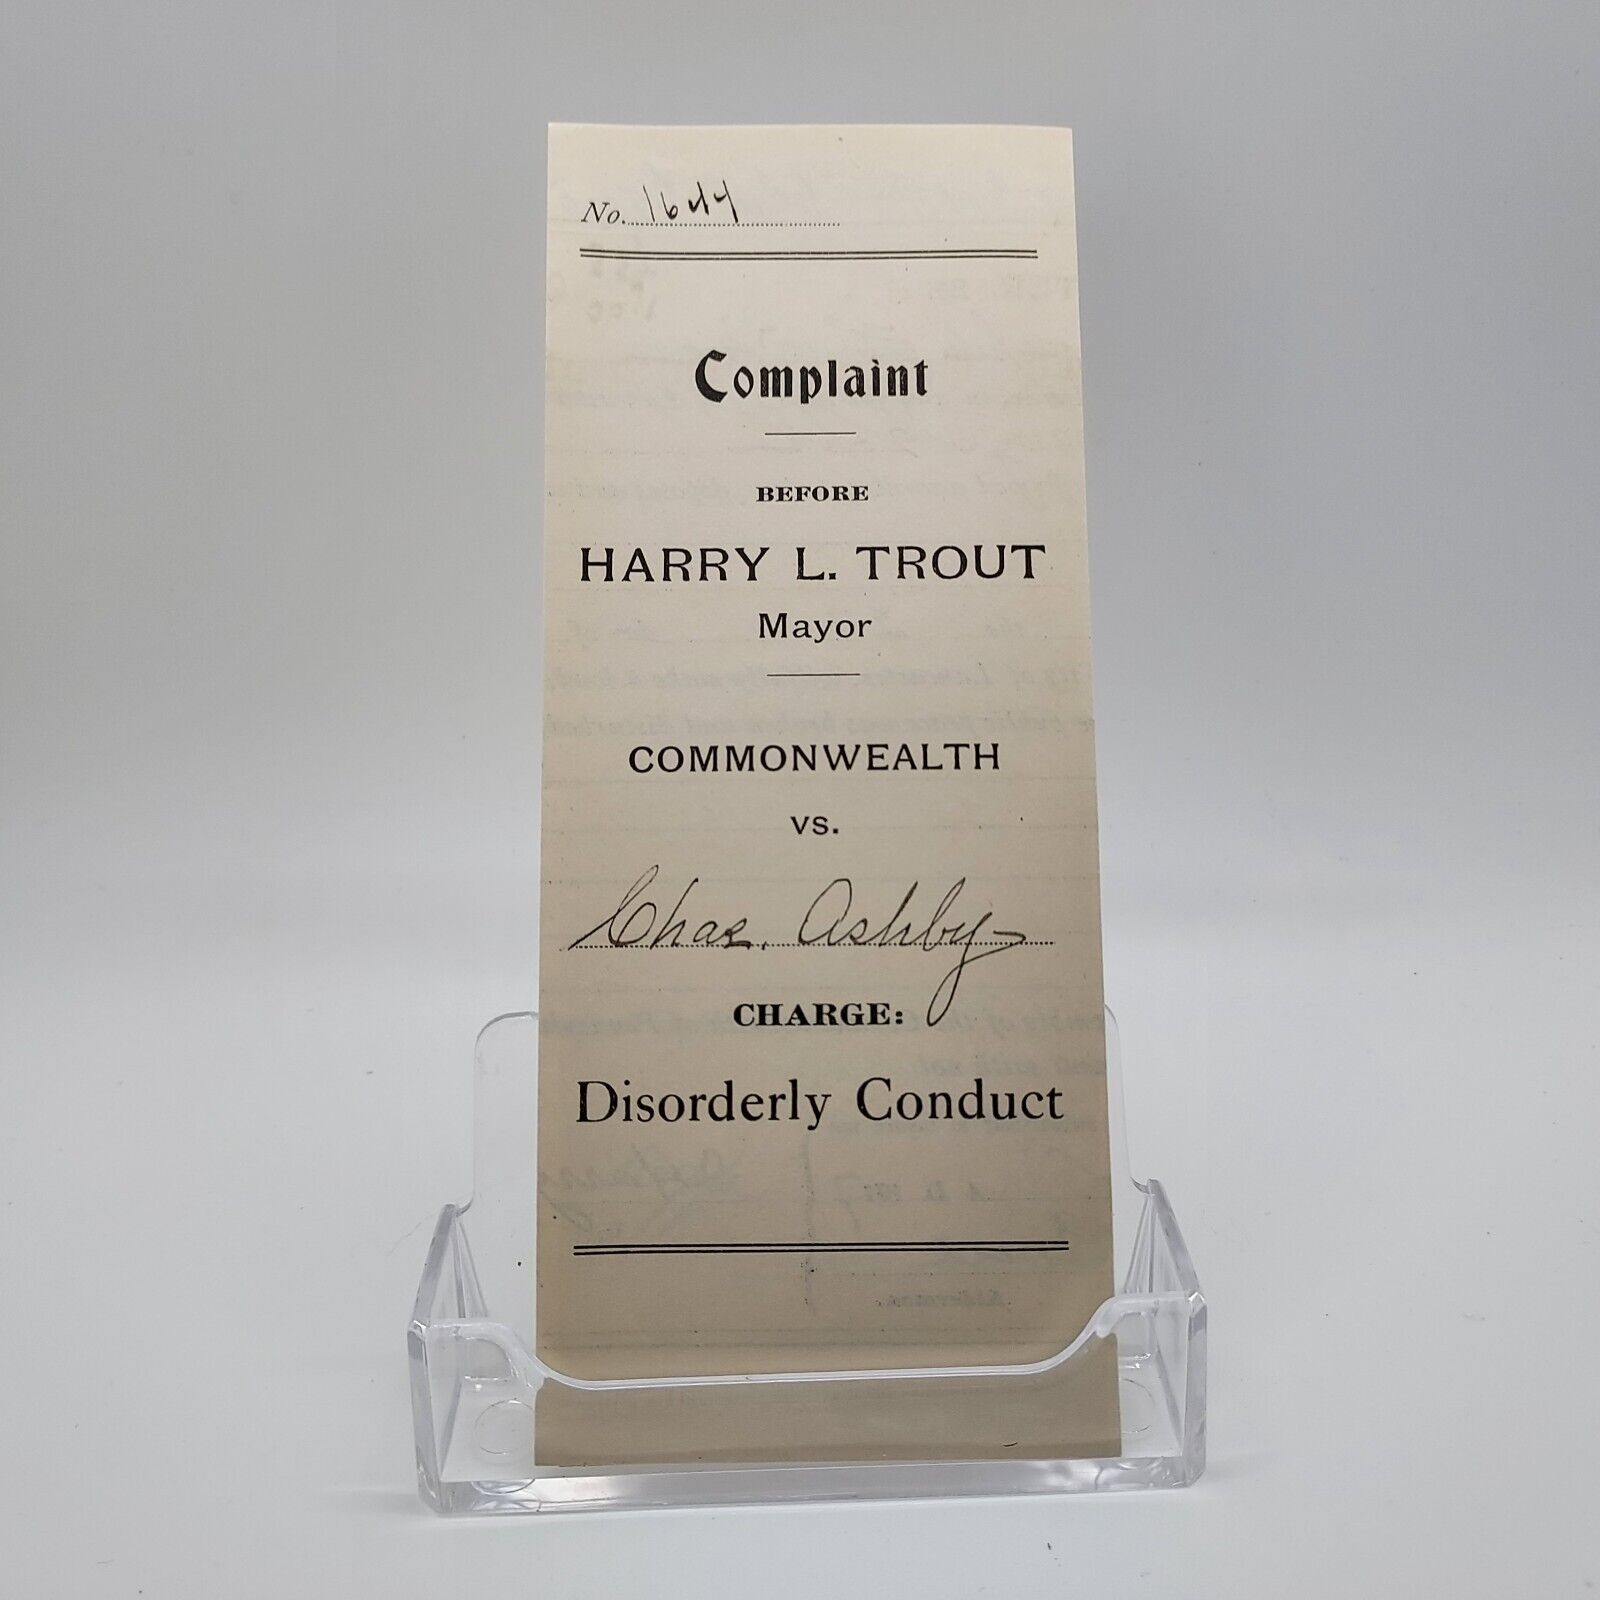 No. 1644
Complaint
BEFORE
HARRY L. TROUT
Mayor
COMMONWEALTH
vs.
Chas. Ashby
CHARGE:
Disorderly Conduct